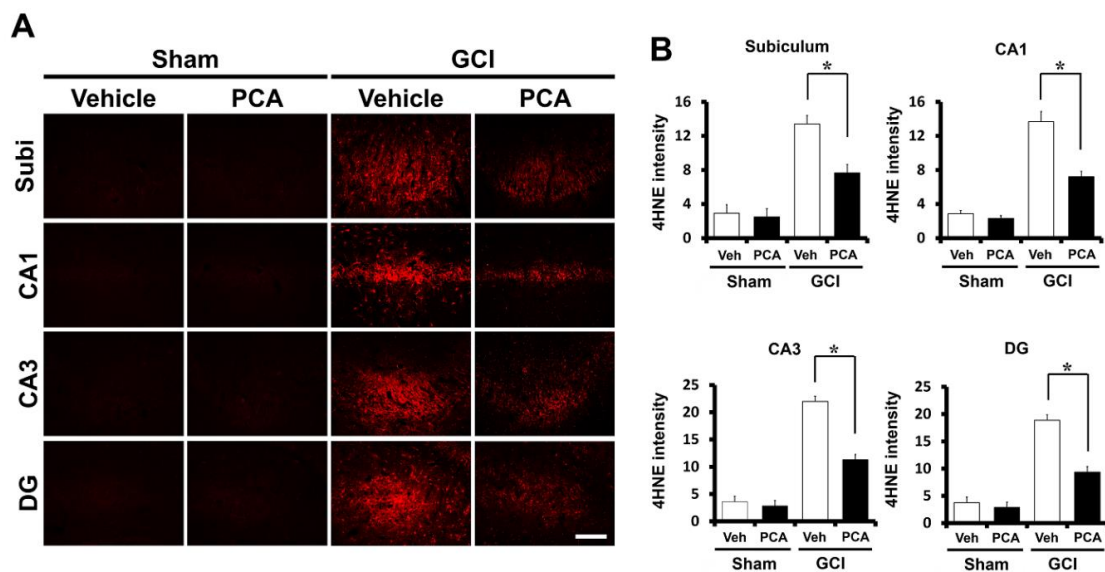 A
Sham GCI
Vehicle PCA Vehicle PCA
Subi
CA1
CA3
DG
B
Subiculum
*
4HNE intensity
16
12
8
4
0
Veh PCA Veh PCA
Sham GCI
CA1
*
4HNE intensity
16
12
8
4
0
Veh PCA Veh PCA
Sham GCI
CA3
*
4HNE intensity
25
20
15
10
5
0
Veh PCA Veh PCA
Sham GCI
DG
*
4HNE intensity
25
20
15
10
5
0
Veh PCA Veh PCA
Sham GCI